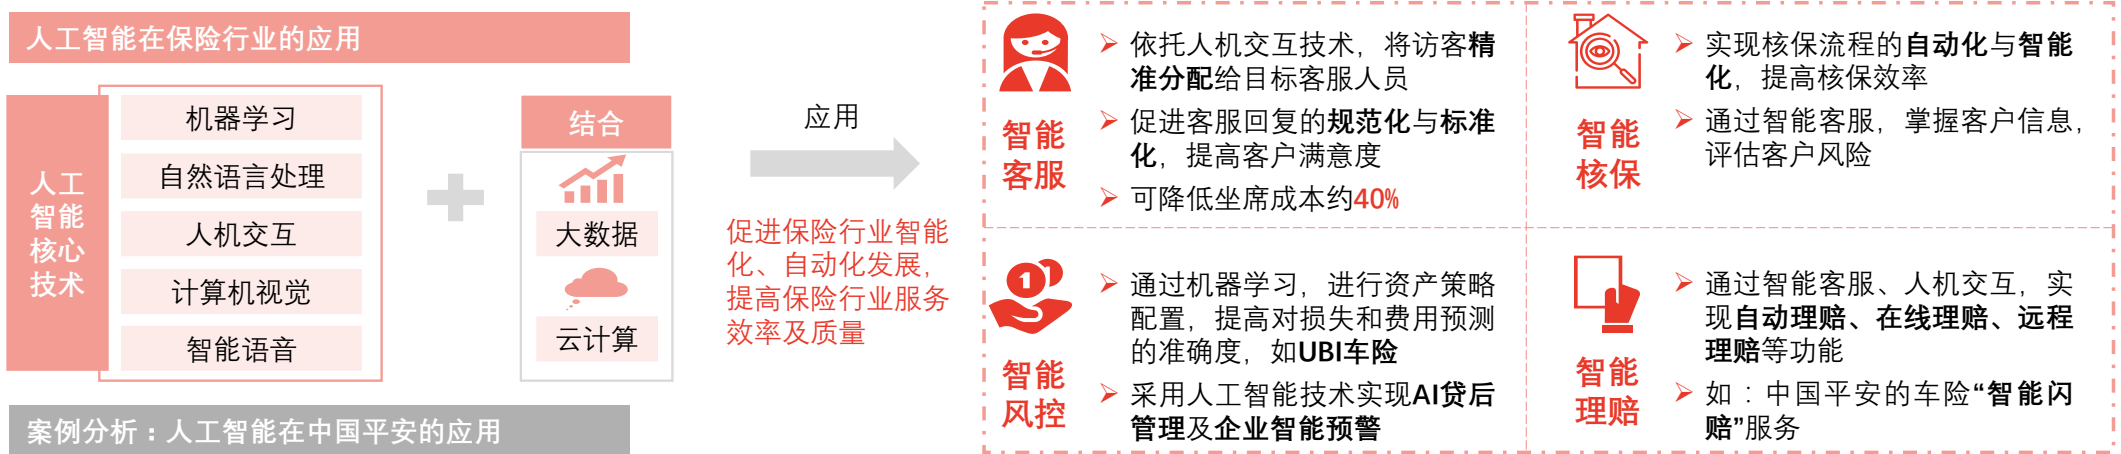 人工智能在保险行业的应用
人工
智能
核心
技术
机器学习
自然语言处理
人机交互
计算机视觉
智能语音
结合
大数据
云计算
应用
促进保险行业智能
化、自动化发展，
提高保险行业服务
效率及质量
案例分析：人工智能在中国平安的应用
智能
客服
依托人机交互技术，将访客精
准分配给目标客服人员
促进客服回复的规范化与标准
化，提高客户满意度
可降低坐席成本约40%
智能
核保
实现核保流程的自动化与智能
化，提高核保效率
通过智能客服，掌握客户信息，
评估客户风险
1
智能
风控
通过机器学习，进行资产策略
配置，提高对损失和费用预测
的准确度，如UBI车险
采用人工智能技术实现AI贷后
管理及企业智能预警
智能
理赔
通过智能客服、人机交互，实
现自动理赔、在线理赔、远程
理赔等功能
如：中国平安的车险“智能闪
赔”服务